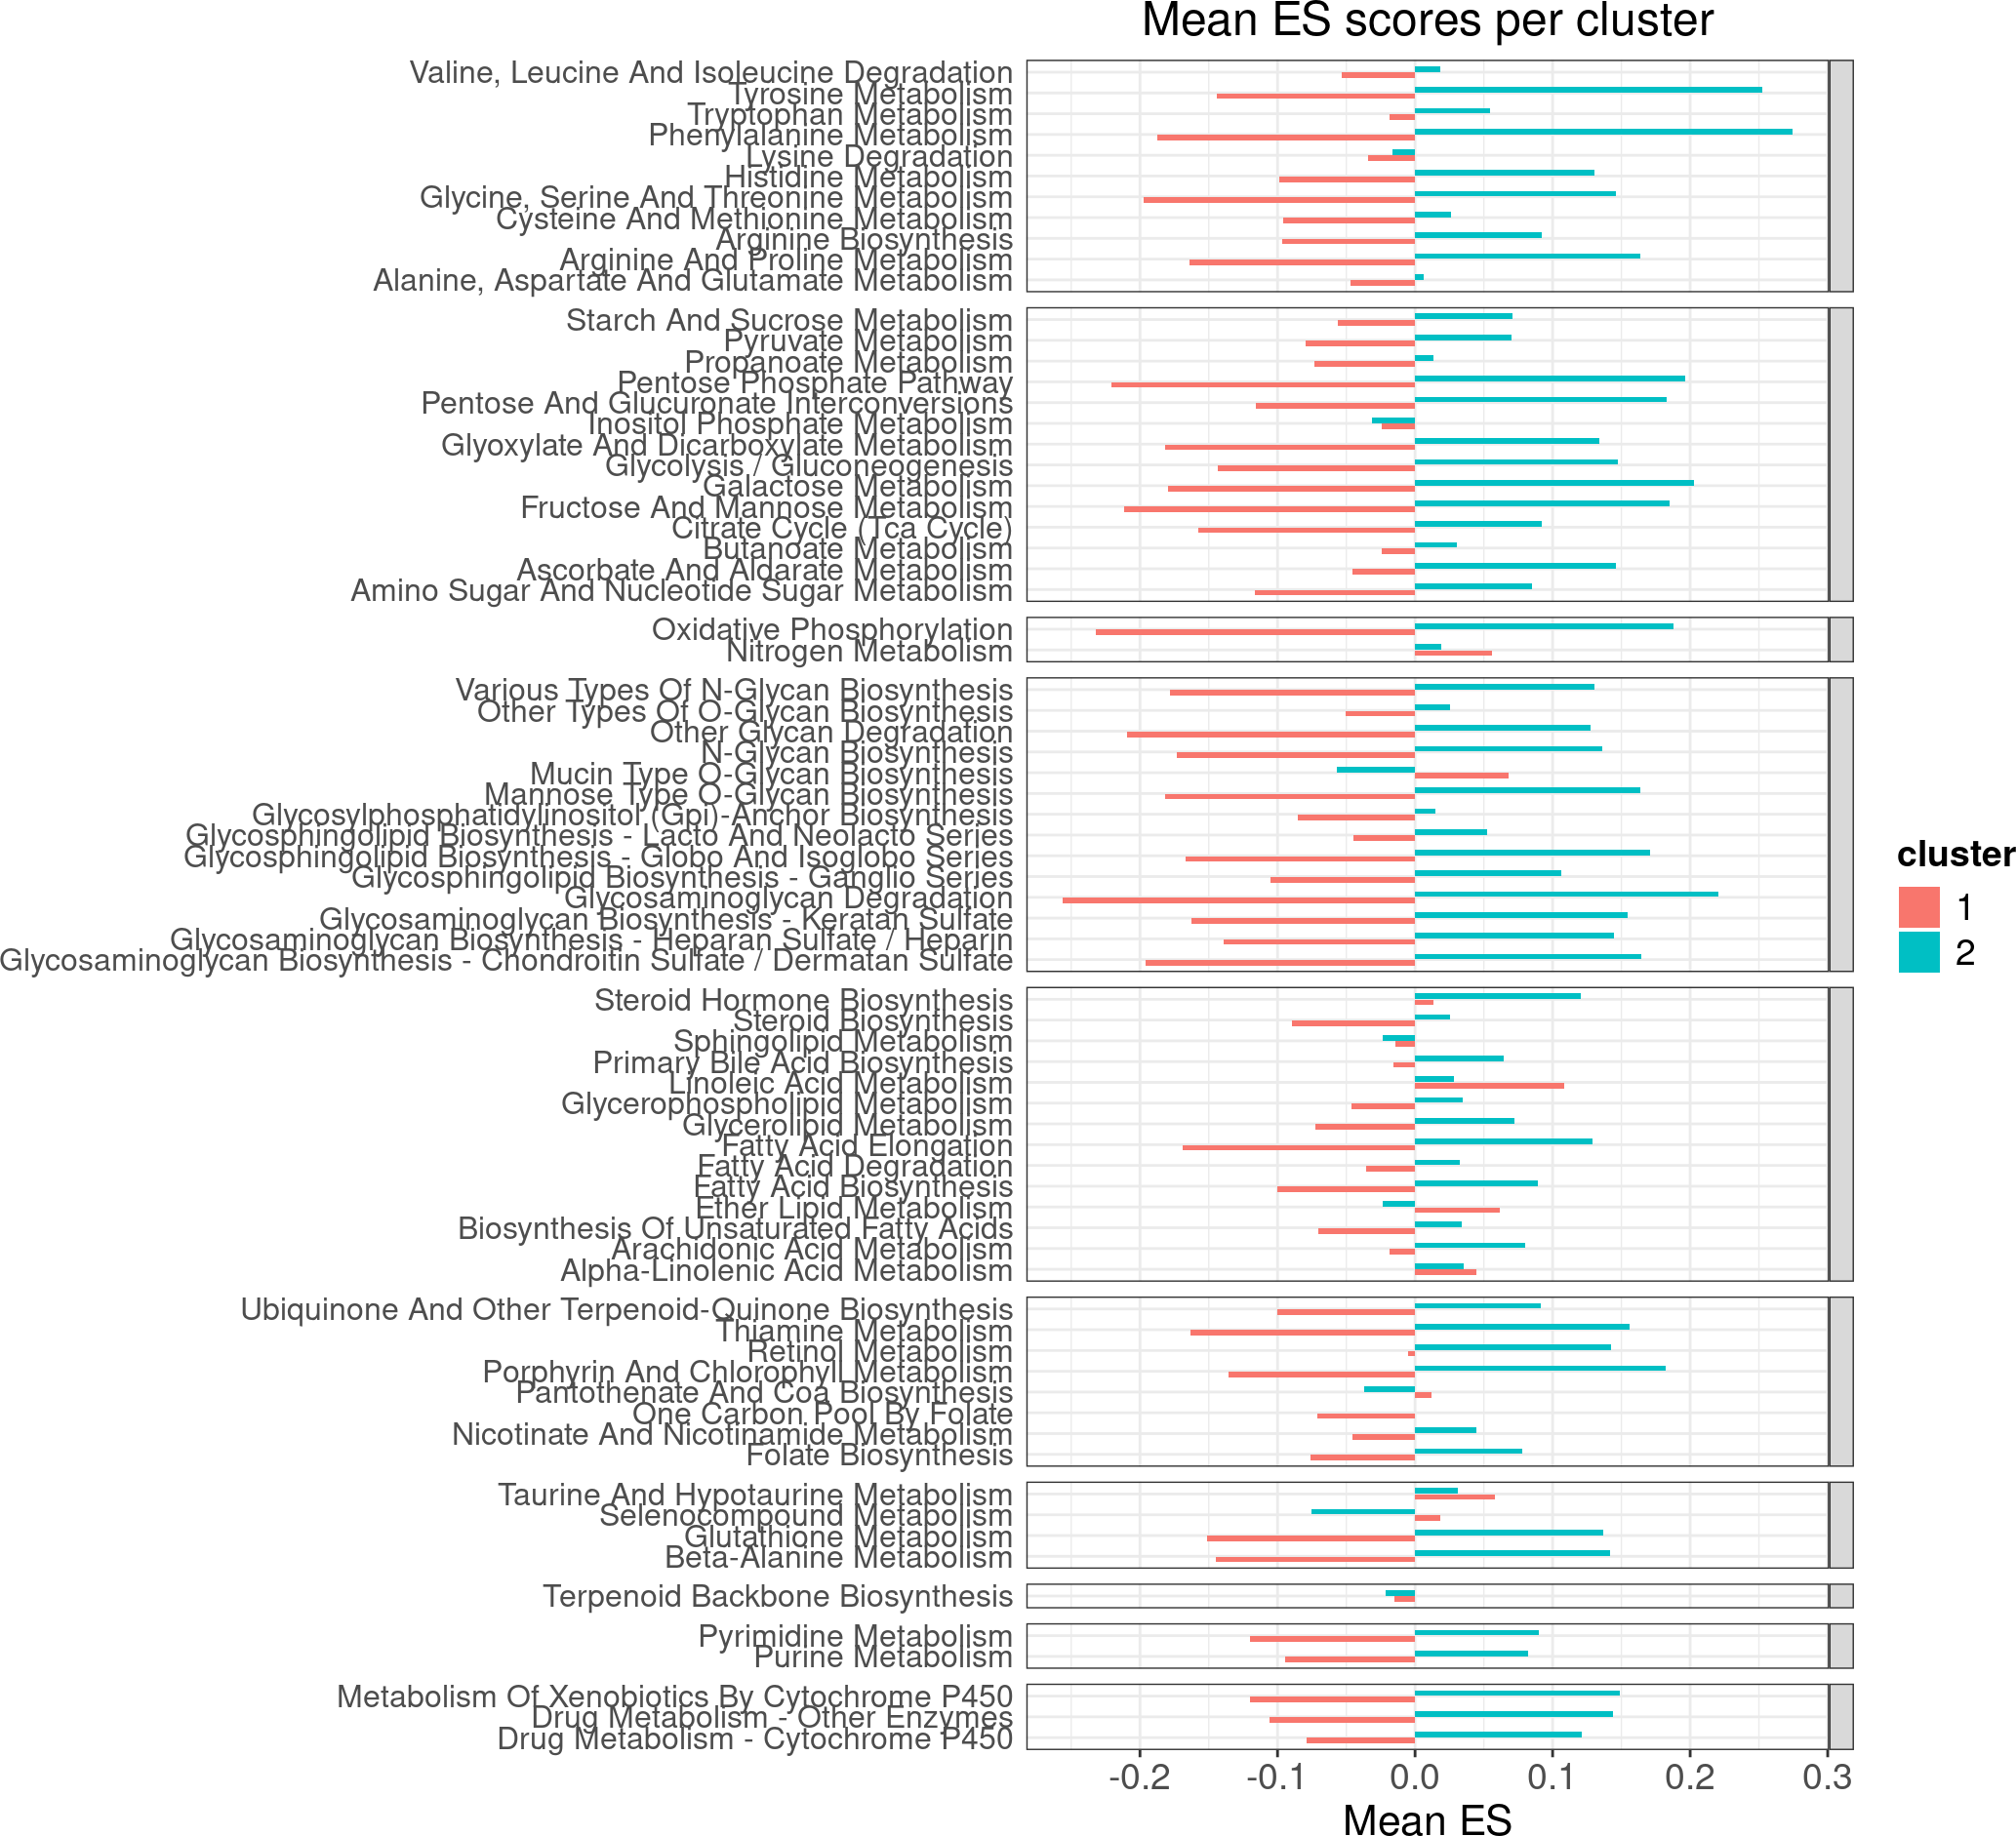 Mean ES scores per cluster
Valine, Leucine And Isoleucine Degradation
Tyrosine Metabolism
Tryptophan Metabolism
Phenylalanine Metabolism
Lysine Degradation
Histidine Metabolism
Glycine, Serine And Threonine Metabolism
Cysteine And Methionine Metabolism
Arginine Biosynthesis
Arginine And Proline Metabolism
Alanine, Aspartate And Glutamate Metabolism
Starch And Sucrose Metabolism
Pyruvate Metabolism
Propanoate Metabolism
Pentose Phosphate Pathway
Pentose And Glucuronate Interconversions
Inositol Phosphate Metabolism
Glyoxylate And Dicarboxylate Metabolism
Glycolysis / Gluconeogenesis
Galactose Metabolism
Fructose And Mannose Metabolism
Citrate Cycle (Tca Cycle)
Butanoate Metabolism
Ascorbate And Aldarate Metabolism
Amino Sugar And Nucleotide Sugar Metabolism
Oxidative Phosphorylation
Nitrogen Metabolism
Various Types Of N-Glycan Biosynthesis
Other Types Of O-Glycan Biosynthesis
Other Glycan Degradation
N-Glycan Biosynthesis
Mucin Type O-Glycan Biosynthesis
Mannose Type O-Glycan Biosynthesis
Glycosylphosphatidylinositol (Gpi)-Anchor Biosynthesis
Glycosphingolipid Biosynthesis - Lacto And Neolacto Series
Glycosphingolipid Biosynthesis - Globo And Isoglobo Series
Glycosphingolipid Biosynthesis - Ganglio Series
Glycosaminoglycan Degradation
Glycosaminoglycan Biosynthesis - Keratan Sulfate
Glycosaminoglycan Biosynthesis - Heparan Sulfate / Heparin
Glycosaminoglycan Biosynthesis - Chondroitin Sulfate / Dermatan Sulfate
Steroid Hormone Biosynthesis
Steroid Biosynthesis
Sphingolipid Metabolism
Primary Bile Acid Biosynthesis
Linoleic Acid Metabolism
Glycerophospholipid Metabolism
Glycerolipid Metabolism
Fatty Acid Elongation
Fatty Acid Degradation
Fatty Acid Biosynthesis
Ether Lipid Metabolism
Biosynthesis Of Unsaturated Fatty Acids
Arachidonic Acid Metabolism
Alpha-Linolenic Acid Metabolism
Ubiquinone And Other Terpenoid-Quinone Biosynthesis
Thiamine Metabolism
Retinol Metabolism
Porphyrin And Chlorophyll Metabolism
Pantothenate And Coa Biosynthesis
One Carbon Pool By Folate
Nicotinate And Nicotinamide Metabolism
Folate Biosynthesis
Taurine And Hypotaurine Metabolism
Selenocompound Metabolism
Glutathione Metabolism
Beta-Alanine Metabolism
Terpenoid Backbone Biosynthesis
Pyrimidine Metabolism
Purine Metabolism
Metabolism Of Xenobiotics By Cytochrome P450
Drug Metabolism - Other Enzymes
Drug Metabolism - Cytochrome P450
-0.2 -0.1 0.0 0.1 0.2 0.3
Mean ES
cluster
1
2